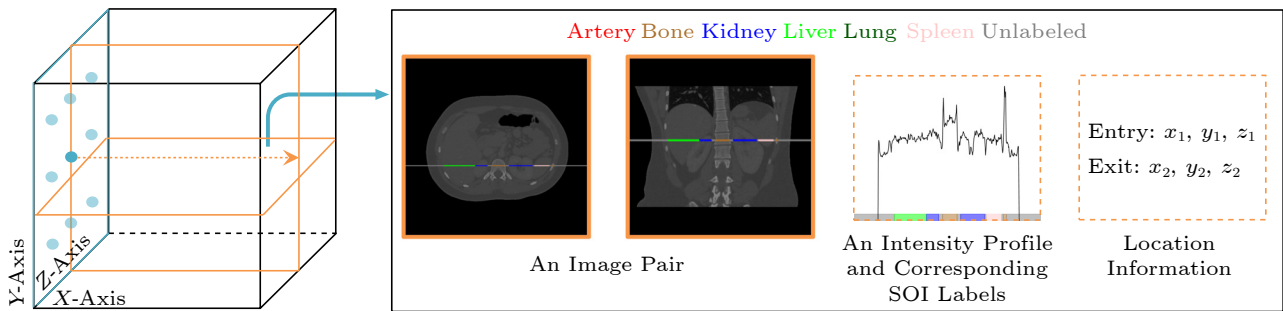 Y-Axis
Z-Axis
X-Axis
Artery Bone Kidney Liver Lung Spleen Unlabeled
An Image Pair
An Intensity Profile
and Corresponding
SOI Labels
Entry: x₁, y₁, z₁
Exit: x₂, y₂, z₂
Location
Information